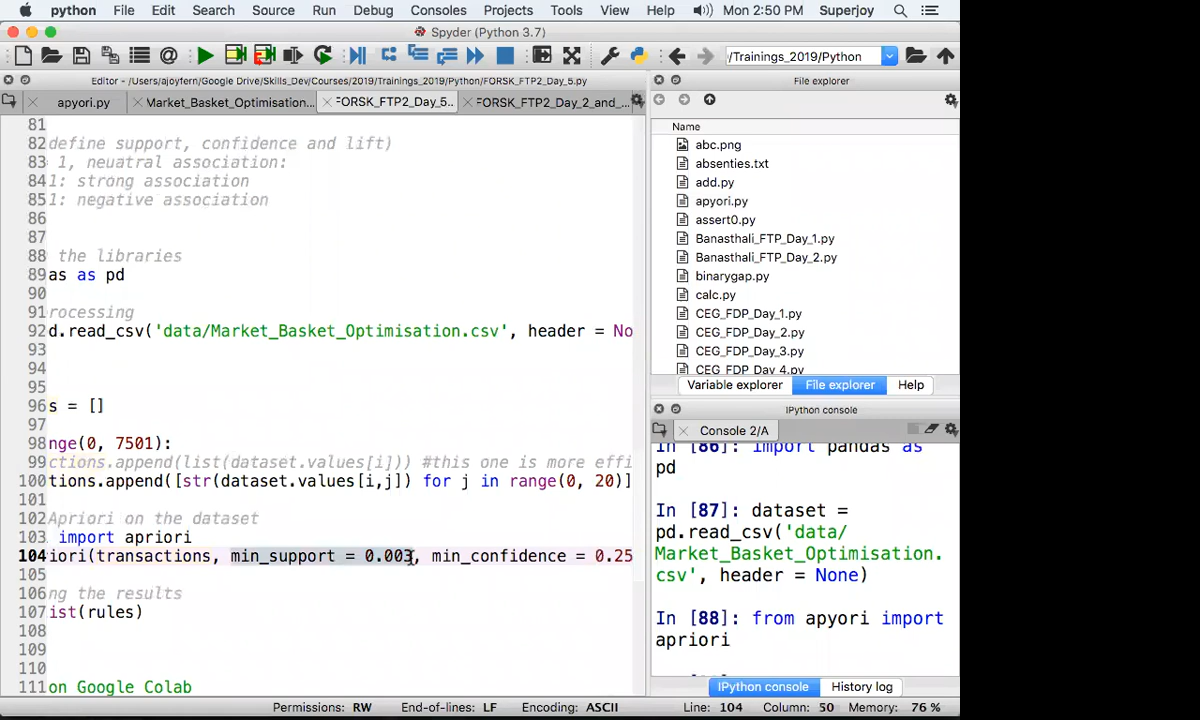 python File Edit Search Source Run Debug Consoles Projects Tools View Help Mon 2:50 PM Superjoy
Spyder (Python 3.7)
/Trainings_2019/Python
Editor - /Users/ajoytern/Google Drive/Skills_Dev/Courses/2019/Trainings_2019/Python/FORSK_FTP2_Day_5.py
apyori.py Market_Basket_Optimisation... FORSK_FTP2_Day_5.. FORSK_FTP2_Day_2_and_...
81
82 define support, confidence and lift)
83 1, neuatral association:
84 1: strong association
85 1: negative association
86
87
88 the libraries
89 as as pd
90
91 rocessing
92 d.read_csv('data/Market_Basket_Optimisation.csv', header = No
93
94
95
96 s = []
97
98 nge(0, 7501):
99 ctions.append(list(dataset.values[i])) #this one is more effi
100 tions.append([str(dataset.values[i,j]) for j in range(0, 20)]
101
102 Apriori on the dataset
103 import apriori
104 iori(transactions, min_support = 0.003, min_confidence = 0.25
105
106 ng the results
107 ist(rules)
108
109
110
111 on Google Colab
File explorer
Name
abc.png
absenties.txt
add.py
apyori.py
assert0.py
Banasthali_FTP_Day_1.py
Banasthali_FTP_Day_2.py
binarygap.py
calc.py
CEG_FDP_Day_1.py
CEG_FDP_Day_2.py
CEG_FDP_Day_3.py
CEG_FDP_Day_4.py
Variable explorer File explorer Help
IPython console
Console 2/A
In [86]: import pandas as
pd
In [87]: dataset =
pd.read_csv('data/
Market_Basket_Optimisation.
csv', header = None)
In [88]: from apyori import
apriori
IPython console History log
Permissions: RW End-of-lines: LF Encoding: ASCII Line: 104 Column: 50 Memory: 76 %